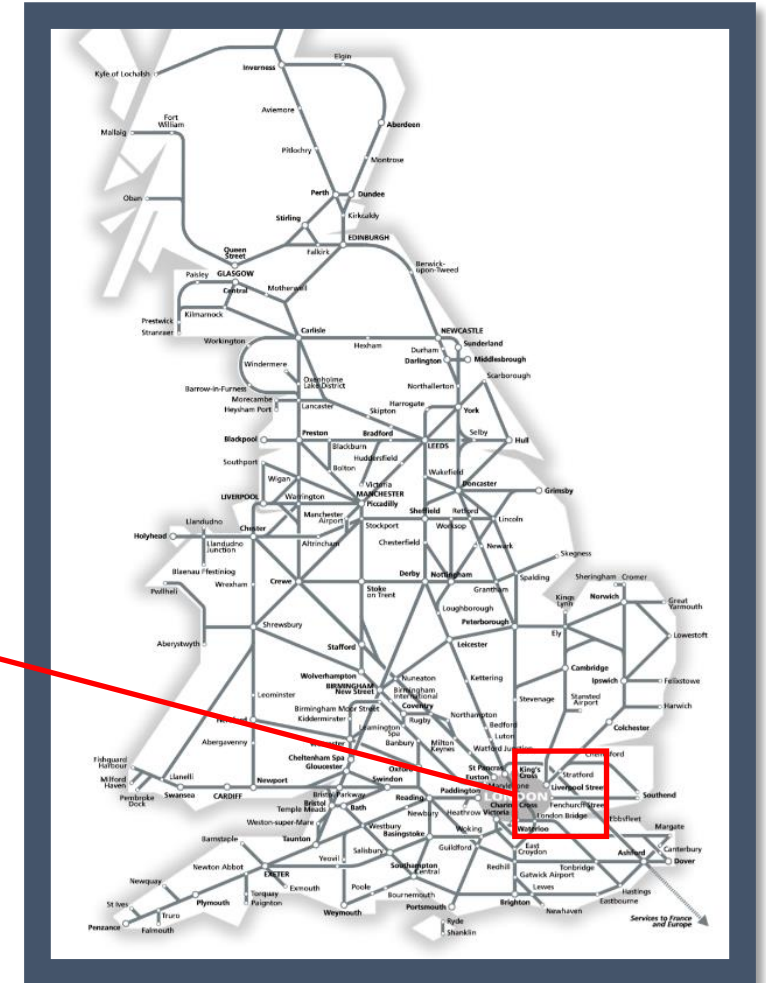 Elgin
Inverness
Kyle of Lochalsh
Aviemore
Fort
William
Aberdeen
Mallaig
Pitlochry
Montrose
Perth
Dundee
Oban
Stirling
Kirkcaldy
EDINBURGH
Queen
Street
Falkirk
Berwick-
upon-Tweed
Paisley
GLASGOW
Central
Motherwell
Prestwick
Kilmarnock
Stranraer
Carlisle
NEWCASTLE
Workington
Hexham
Durham
Sunderland
Darlington
Middlesbrough
Windermere
Scarborough
Oxenholme
Lake District
Barrow-in-Furness
Northallerton
Morecambe
Harrogate
Heysham Port
Lancaster
Skipton
York
Preston
Bradford
Selby
Blackpool
Blackburn
LEEDS
Hull
Huddersfield
Southport
Bolton
Wakefield
Wigan
Victoria
Doncaster
MANCHESTER
LIVERPOOL
Warrington
Piccadilly
Grimsby
Manchester
Airport
Sheffield
Retford
Llandudno
Chester
Stockport
Worksop
Lincoln
Holyhead
Llandudno
Junction
Altrincham
Chesterfield
Newark
Skegness
Blaenau Ffestiniog
Derby
Nottingham
Spalding
Sheringham
Cromer
Pwllheli
Wrexham
Crewe
Stoke
on Trent
Grantham
Kings
Lynn
Norwich
Great
Yarmouth
Loughborough
Peterborough
Aberystwyth
Shrewsbury
Ely
Lowestoft
Stafford
Leicester
Cambridge
Wolverhampton
Nuneaton
Kettering
Ipswich
Felixstowe
BIRMINGHAM
New Street
Birmingham
International
Leominster
Coventry
Stevenage
Stansted
Airport
Harwich
Birmingham Moor Street
Kidderminster
Rugby
Northampton
Leamington
Spa
Bedford
Colchester
Abergavenny
Banbury
Milton
Keynes
Luton
Watford Junction
Cheltenham Spa
Gloucester
Oxford
St Pancras
Euston
King's
Cross
Stratford
Fishguard
Harbour
Milford
Haven
Llanelli
Newport
Swindon
Paddington
Liverpool Street
Pembroke
Dock
Swansea
CARDIFF
Bristol Parkway
Bristol
Temple Meads
Bath
Reading
LONDON
Southend
Charing
Cross
Fenchurch Street
Newbury
Heathrow
Victoria
London Bridge
Ebbsfleet
Weston-super-Mare
Westbury
Woking
Waterloo
Margate
Barnstaple
Taunton
Basingstoke
East
Croydon
Canterbury
Yeovil
Salisbury
Guildford
Newton Abbot
Southampton
Central
Redhill
Tonbridge
Ashford
Dover
Newquay
EXETER
Gatwick Airport
Exmouth
Poole
Lewes
Hastings
St Ives
Plymouth
Torquay
Paignton
Bournemouth
Eastbourne
Truro
Weymouth
Portsmouth
Brighton
Newhaven
Penzance
Falmouth
Ryde
Shanklin
Services to France
and Europe